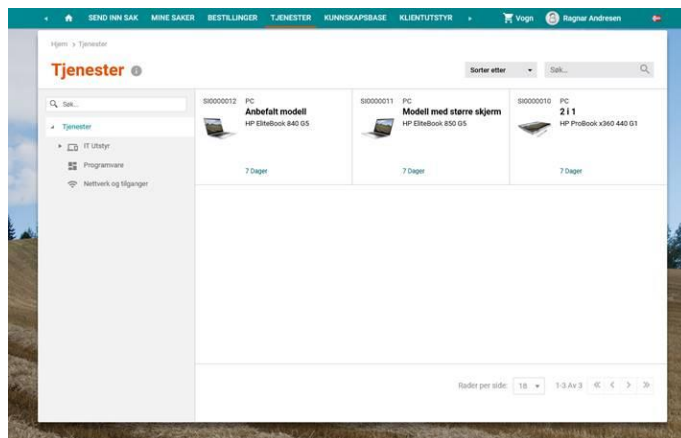 SEND INN SAK MINE SAKER BESTILLINGER TJENESTER KUNNSKAPSBASE KLIENTUTSTYR Vogn Ragnar Andresen
Hjem > Tjenester
Tjenester
Sorter etter
Søk...
Søk...
Tjenester
IT Utstyr
Programvare
Nettverk og tilganger
SI0000012 PC
Anbefalt modell
HP EliteBook 840 G5
7 Dager
SI0000011 PC
Modell med større skjerm
HP EliteBook 850 G5
7 Dager
SI0000010 PC
2 i 1
HP ProBook x360 440 G1
7 Dager
Rader per side: 16 1-3 Av 3